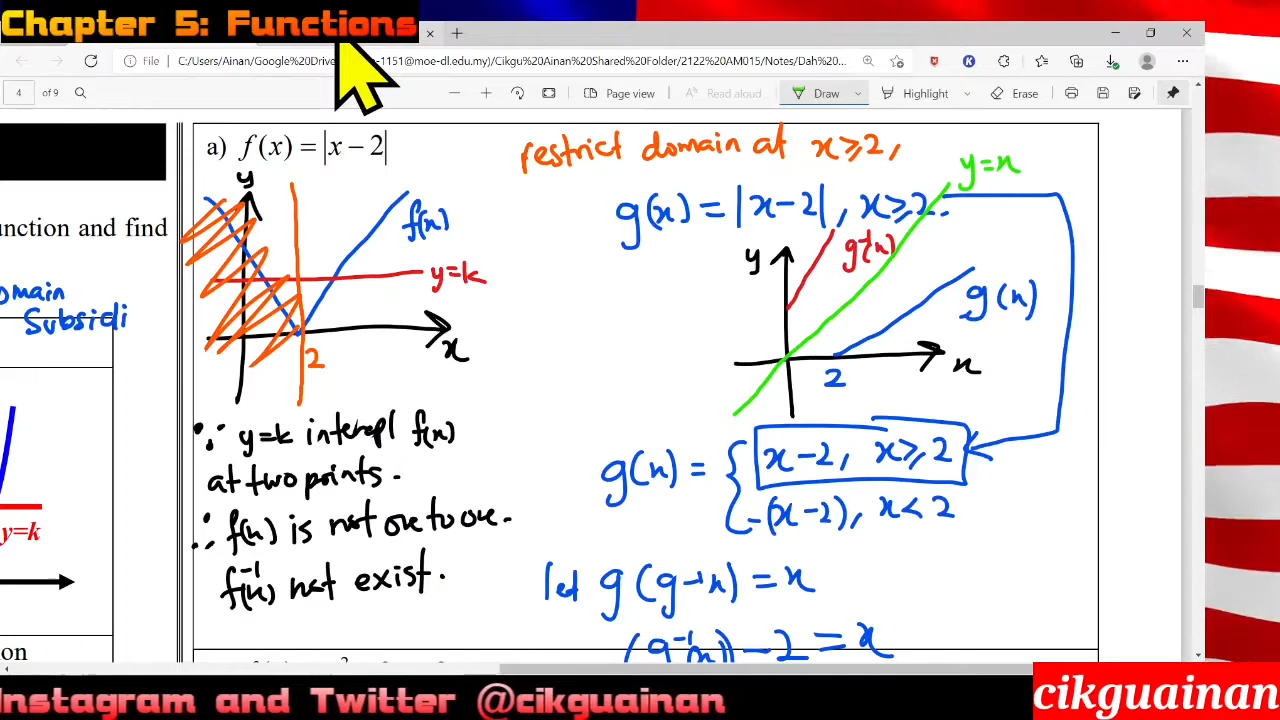 Chapter 5: Functions
File
C:/Users/Ainan/Google%20Drive
-1151@moe-dl.edu.my)/Cikgu%20Ainan%20Shared%20Folder/2122%20AM015/Notes/Dah%20...
4 of 9
Page view
Read aloud
Draw
Highlight
Erase
unction and find
omain
Subsidi
y=k
on
a) f(x) = |x − 2|
restrict domain at x ≥ 2,
g(x) = |x-2|, x ≥ 2.
y=x
y
f(x)
y=k
2
x
y
g⁻¹(x)
g(x)
2
x
∵ y=k intercept f(x)
at two points.
∴ f(x) is not one to one.
f⁻¹(x) not exist.
g(x) = { x-2, x ≥ 2
-(x-2), x < 2
let g(g⁻¹x) = x
(g⁻¹(x)) - 2 = x
Instagram and Twitter @cikguainan
cikguainan